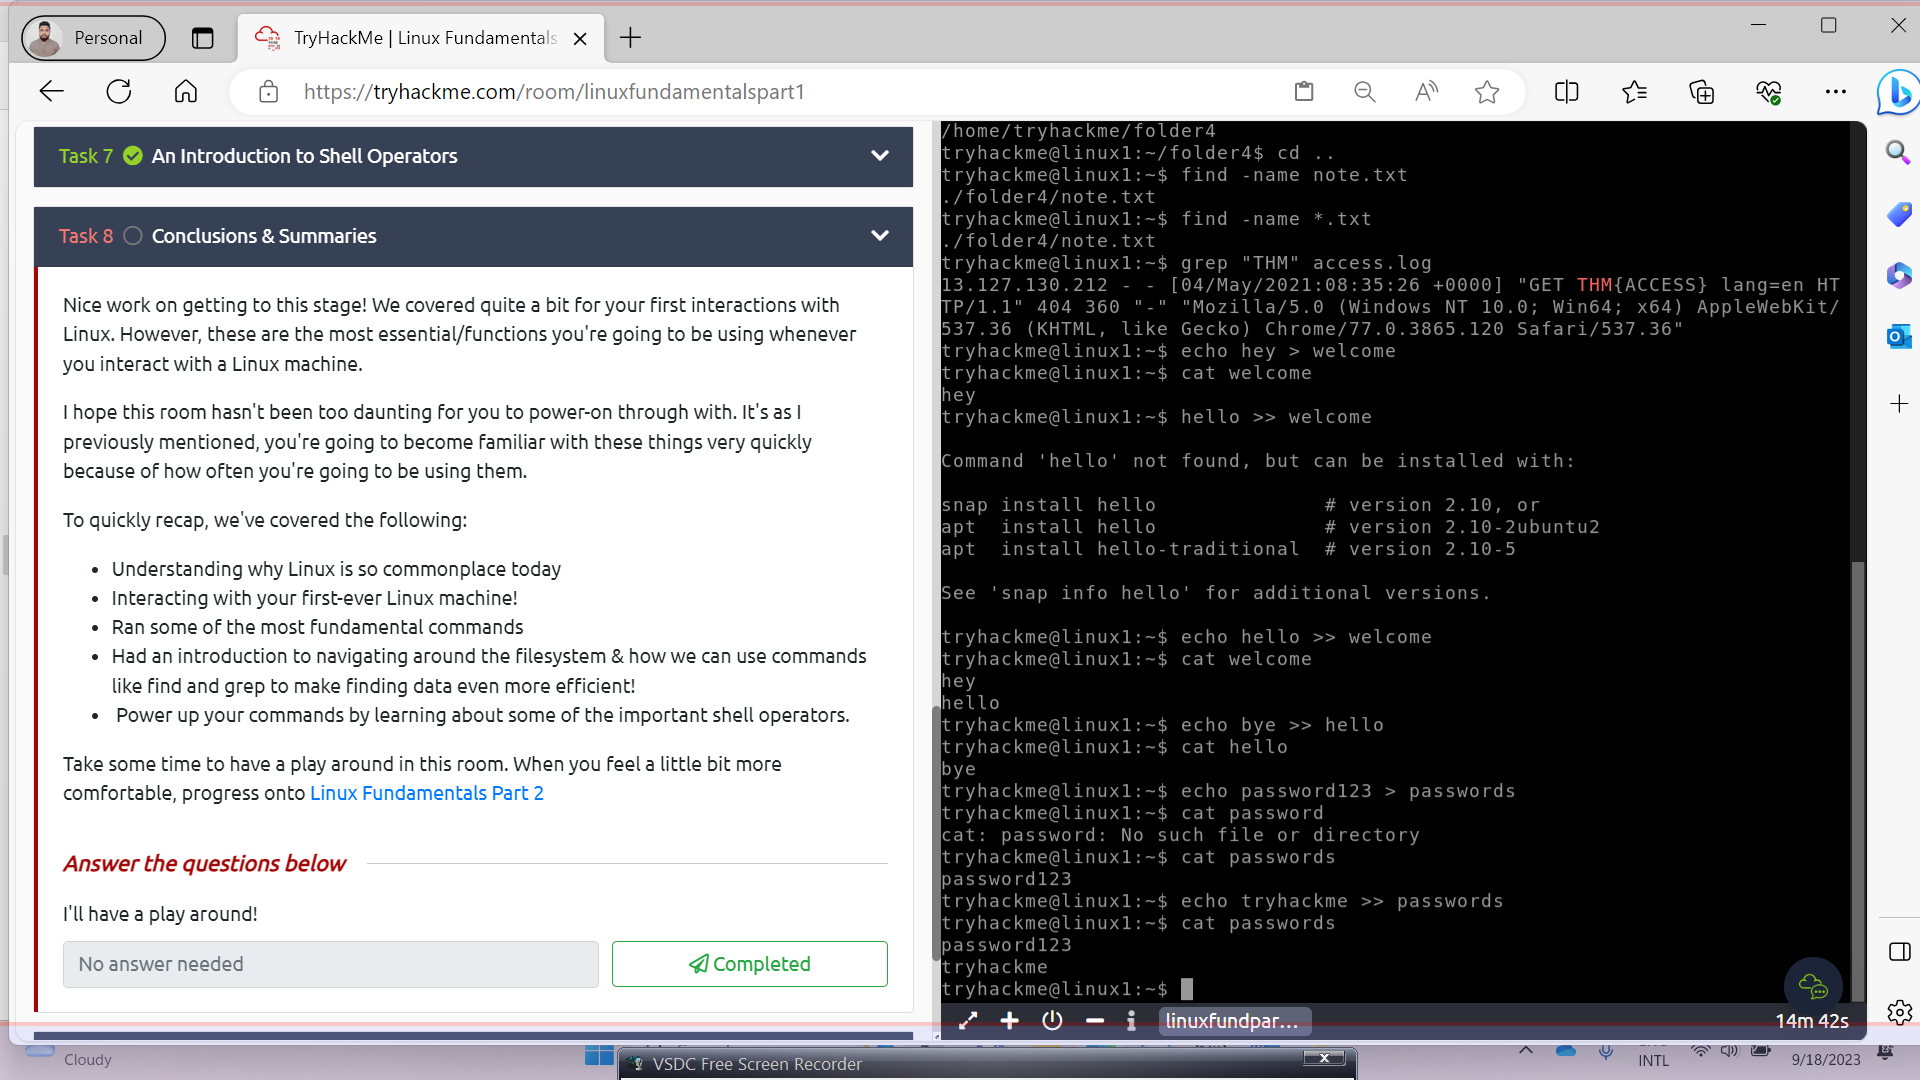 Personal
TryHackMe | Linux Fundamentals
https://tryhackme.com/room/linuxfundamentalspart1
Task 7 An Introduction to Shell Operators
Task 8 Conclusions & Summaries
Nice work on getting to this stage! We covered quite a bit for your first interactions with
Linux. However, these are the most essential/functions you're going to be using whenever
you interact with a Linux machine.
I hope this room hasn't been too daunting for you to power-on through with. It's as I
previously mentioned, you're going to become familiar with these things very quickly
because of how often you're going to be using them.
To quickly recap, we've covered the following:
• Understanding why Linux is so commonplace today
• Interacting with your first-ever Linux machine!
• Ran some of the most fundamental commands
• Had an introduction to navigating around the filesystem & how we can use commands
like find and grep to make finding data even more efficient!
• Power up your commands by learning about some of the important shell operators.
Take some time to have a play around in this room. When you feel a little bit more
comfortable, progress onto Linux Fundamentals Part 2
Answer the questions below
I'll have a play around!
No answer needed
Completed
/home/tryhackme/folder4
tryhackme@linux1:~/folder4$ cd ..
tryhackme@linux1:~$ find -name note.txt
./folder4/note.txt
tryhackme@linux1:~$ find -name *.txt
./folder4/note.txt
tryhackme@linux1:~$ grep "THM" access.log
13.127.130.212 - - [04/May/2021:08:35:26 +0000] "GET THM{ACCESS} lang=en HT
TP/1.1" 404 360 "-" "Mozilla/5.0 (Windows NT 10.0; Win64; x64) AppleWebKit/
537.36 (KHTML, like Gecko) Chrome/77.0.3865.120 Safari/537.36"
tryhackme@linux1:~$ echo hey > welcome
tryhackme@linux1:~$ cat welcome
hey
tryhackme@linux1:~$ hello >> welcome
Command 'hello' not found, but can be installed with:
snap install hello # version 2.10, or
apt install hello # version 2.10-2ubuntu2
apt install hello-traditional # version 2.10-5
See 'snap info hello' for additional versions.
tryhackme@linux1:~$ echo hello >> welcome
tryhackme@linux1:~$ cat welcome
hey
hello
tryhackme@linux1:~$ echo bye >> hello
tryhackme@linux1:~$ cat hello
bye
tryhackme@linux1:~$ echo password123 > passwords
tryhackme@linux1:~$ cat password
cat: password: No such file or directory
tryhackme@linux1:~$ cat passwords
password123
tryhackme@linux1:~$ echo tryhackme >> passwords
tryhackme@linux1:~$ cat passwords
password123
tryhackme
tryhackme@linux1:~$
linuxfundpar...
14m 42s
Cloudy
VSDC Free Screen Recorder
INTL
9/18/2023